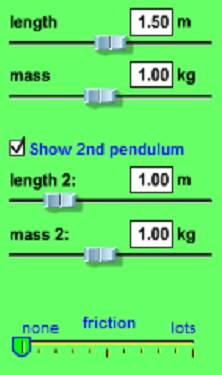 length 1.50 m
mass 1.00 kg
Show 2nd pendulum
length 2: 1.00 m
mass 2: 1.00 kg
friction
none lots